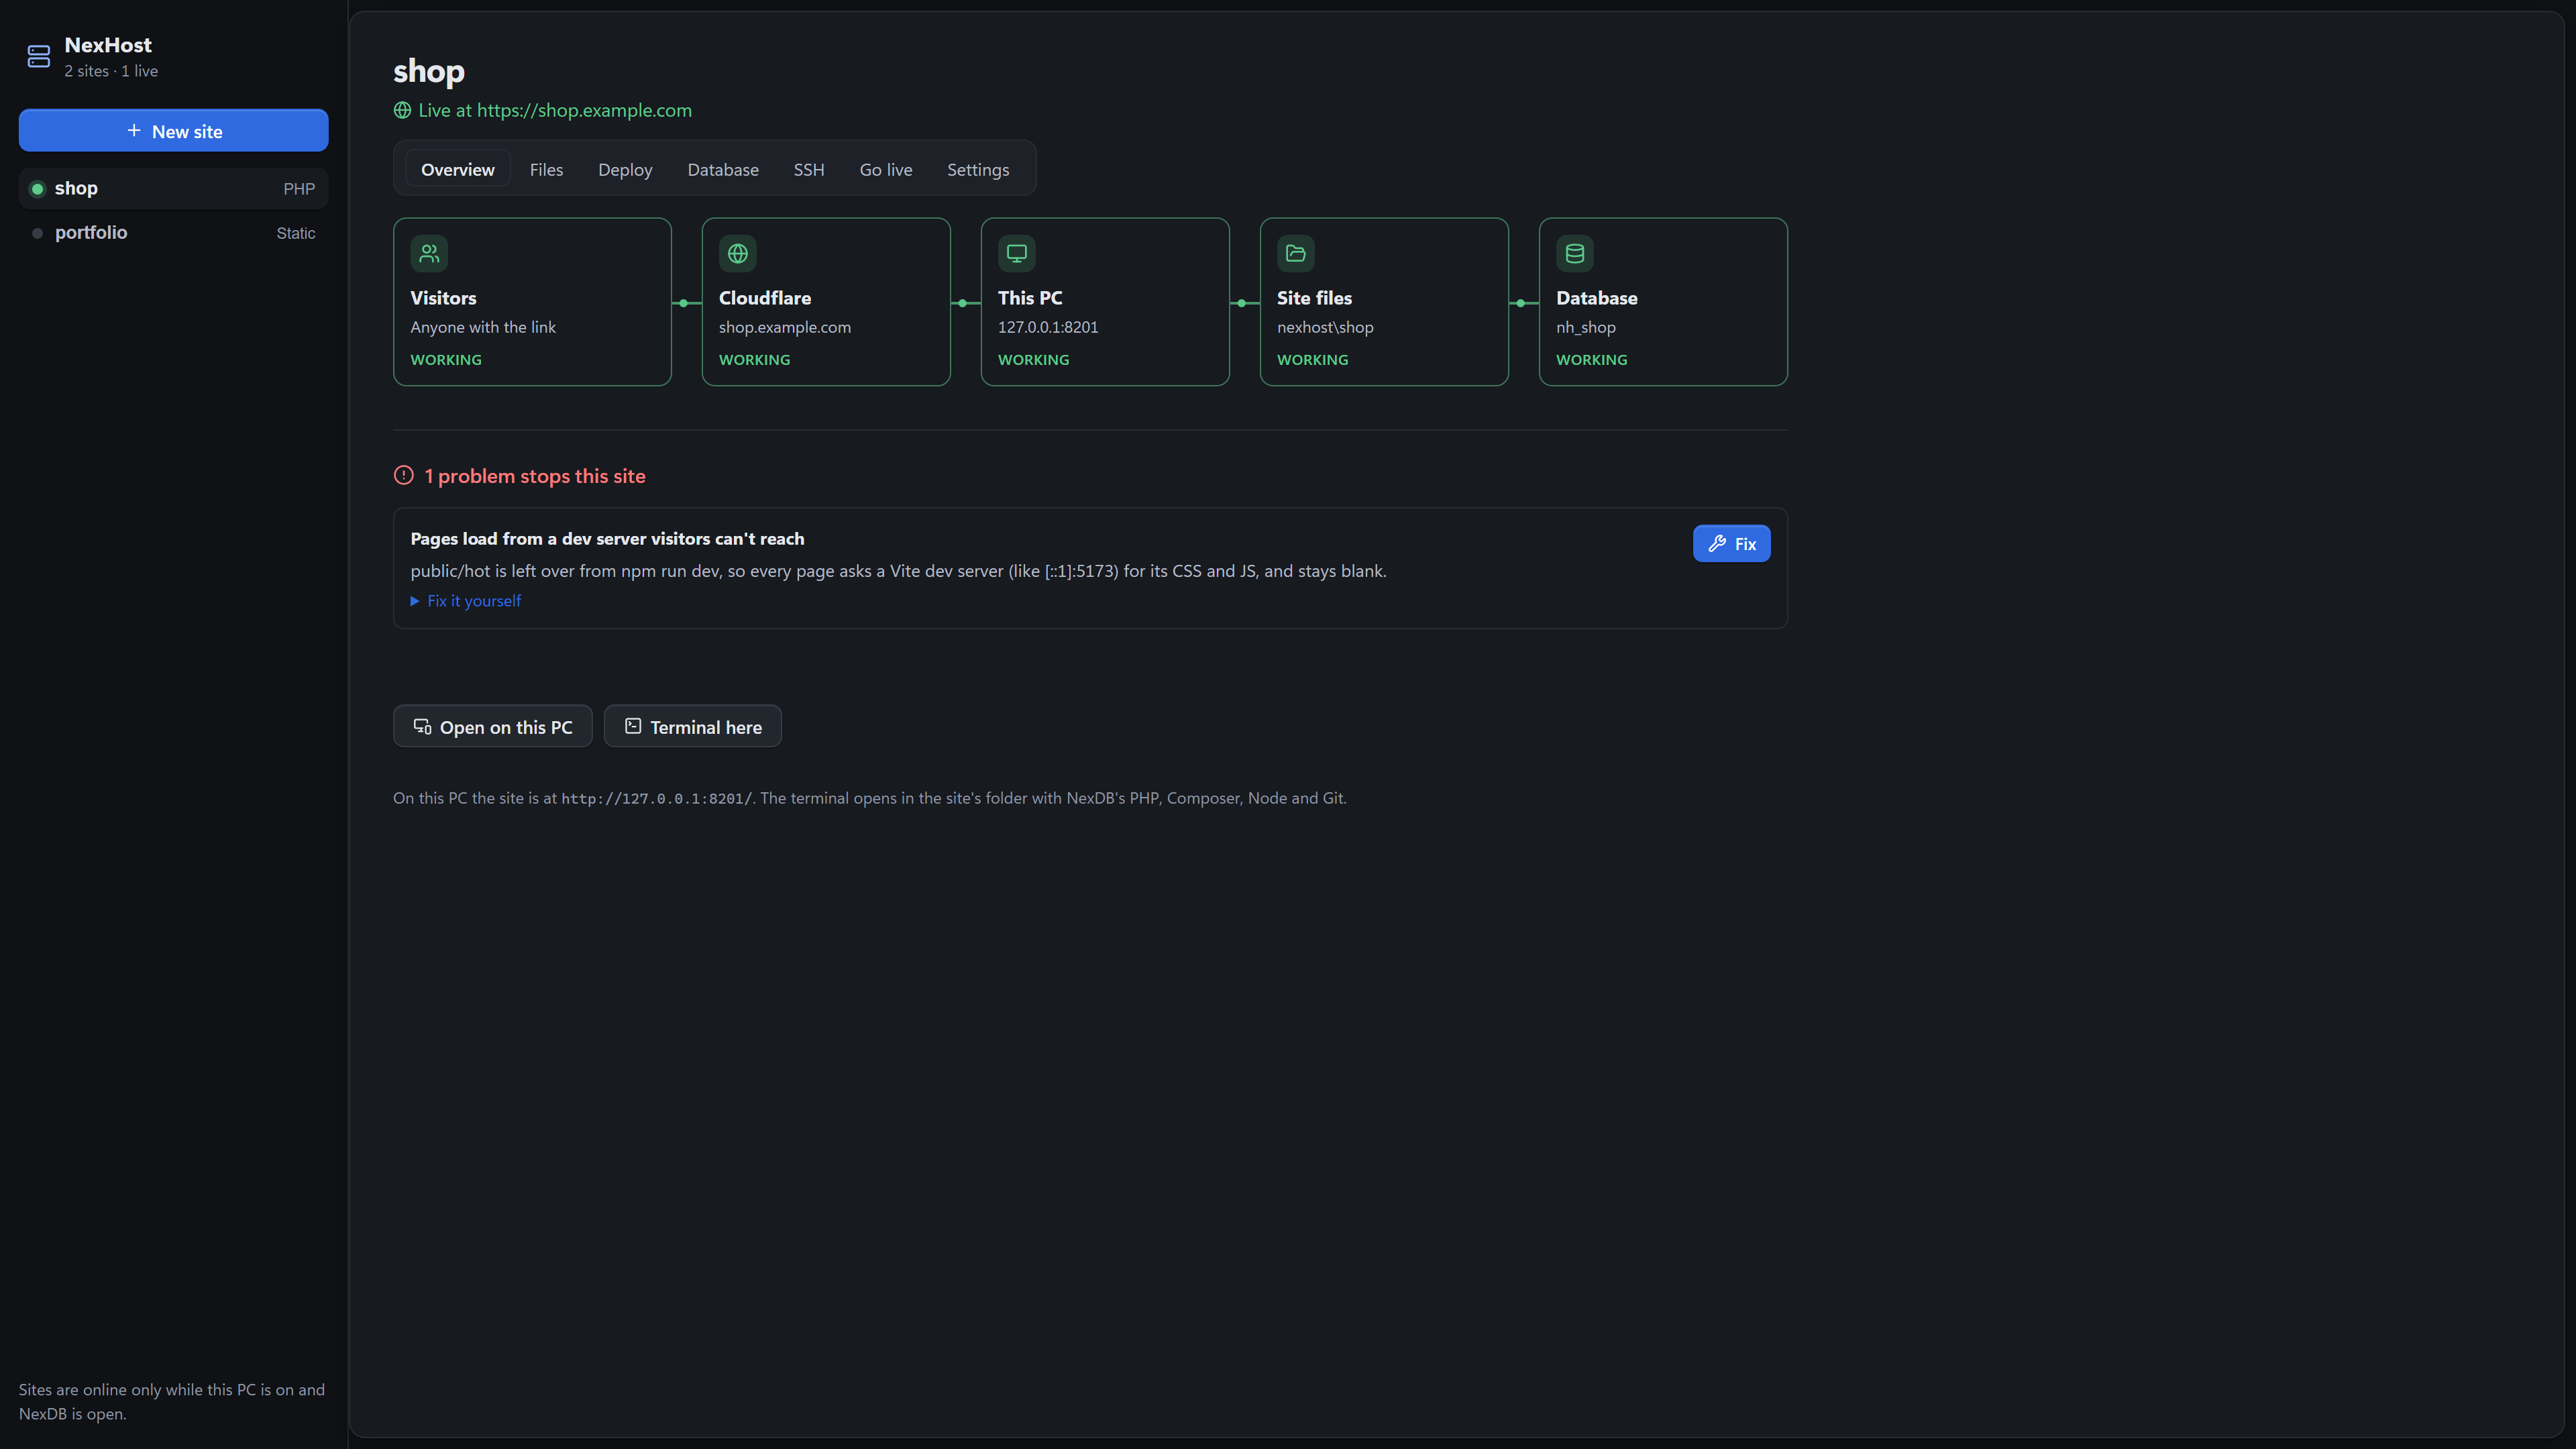 NexHost
2 sites · 1 live
New site
shop PHP
portfolio Static
Sites are online only while this PC is on and
NexDB is open.
shop
Live at https://shop.example.com
Overview Files Deploy Database SSH Go live Settings
Visitors
Anyone with the link
WORKING
Cloudflare
shop.example.com
WORKING
This PC
127.0.0.1:8201
WORKING
Site files
nexhost\shop
WORKING
Database
nh_shop
WORKING
1 problem stops this site
Pages load from a dev server visitors can't reach
public/hot is left over from npm run dev, so every page asks a Vite dev server (like [::1]:5173) for its CSS and JS, and stays blank.
Fix it yourself
Fix
Open on this PC
Terminal here
On this PC the site is at http://127.0.0.1:8201/. The terminal opens in the site's folder with NexDB's PHP, Composer, Node and Git.